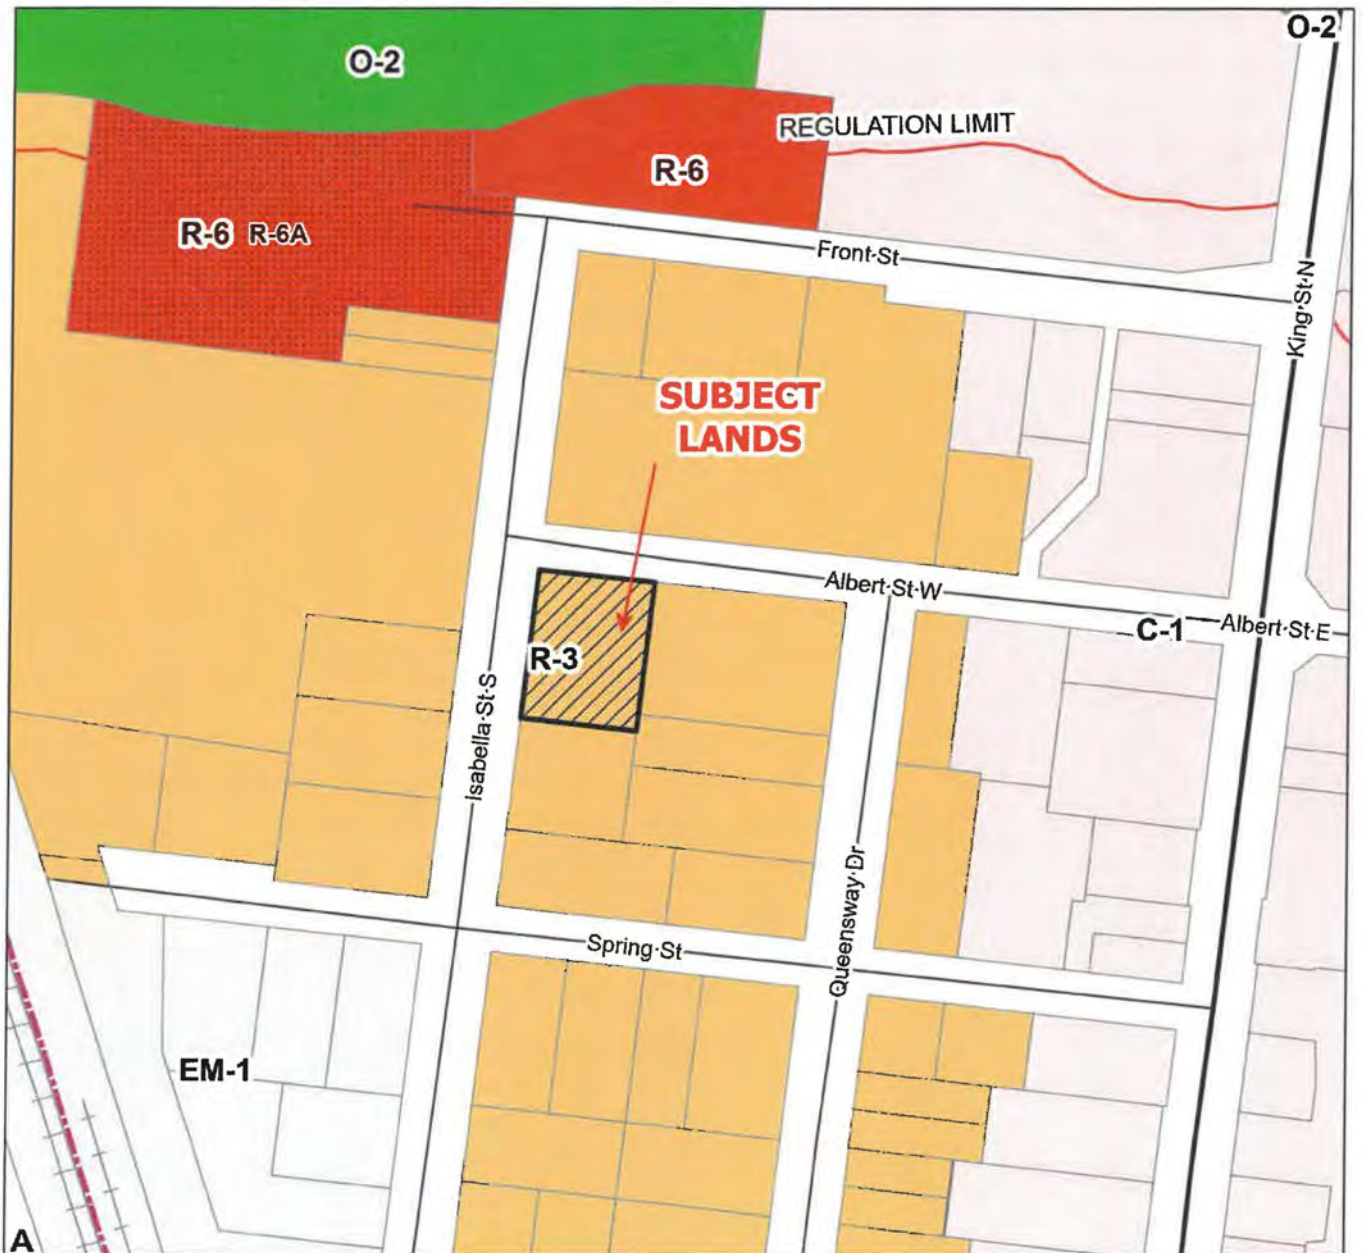 O-2
O-2
REGULATION LIMIT
R-6
R-6 R-6A
Front St
King St N
SUBJECT
LANDS
Albert St W
C-1
Albert St E
R-3
Isabella St S
Queensway Dr
Spring St
EM-1
A